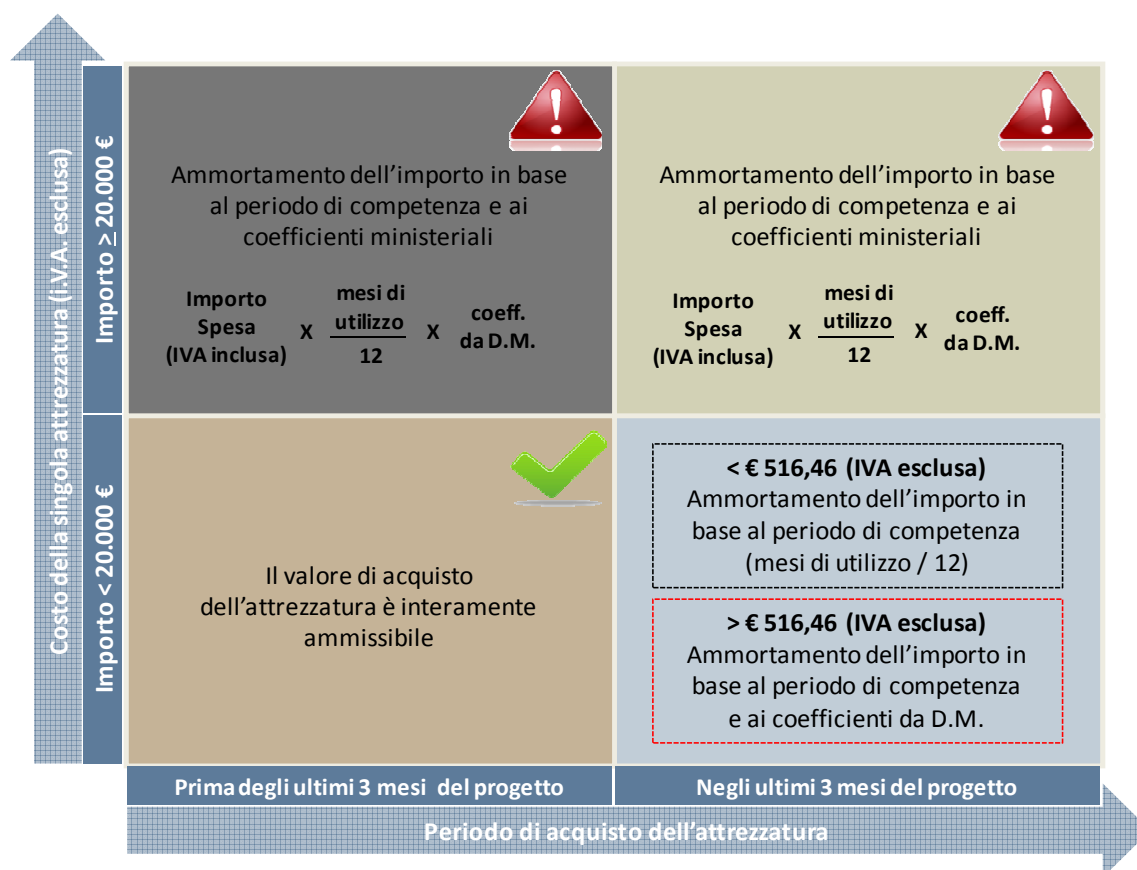 Costo della singola attrezzatura (i.V.A. esclusa)
Importo ≥ 20.000 €
Ammortamento dell’importo in base
al periodo di competenza e ai
coefficienti ministeriali
Importo
Spesa
(IVA inclusa)
X
mesi di
utilizzo
12
X
coeff.
da D.M.
Ammortamento dell’importo in base
al periodo di competenza e ai
coefficienti ministeriali
Importo
Spesa
(IVA inclusa)
X
mesi di
utilizzo
12
X
coeff.
da D.M.
Importo < 20.000 €
Il valore di acquisto
dell’attrezzatura è interamente
ammissibile
< € 516,46 (IVA esclusa)
Ammortamento dell’importo in
base al periodo di competenza
(mesi di utilizzo / 12)
> € 516,46 (IVA esclusa)
Ammortamento dell’importo in
base al periodo di competenza
e ai coefficienti da D.M.
Prima degli ultimi 3 mesi del progetto
Negli ultimi 3 mesi del progetto
Periodo di acquisto dell’attrezzatura